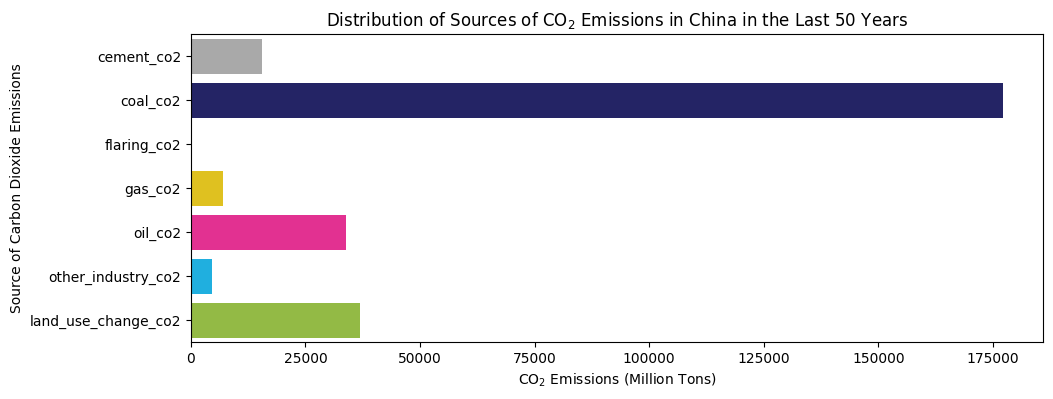 Distribution of Sources of CO₂ Emissions in China in the Last 50 Years
Source of Carbon Dioxide Emissions
cement_co2
coal_co2
flaring_co2
gas_co2
oil_co2
other_industry_co2
land_use_change_co2
0 25000 50000 75000 100000 125000 150000 175000
CO₂ Emissions (Million Tons)